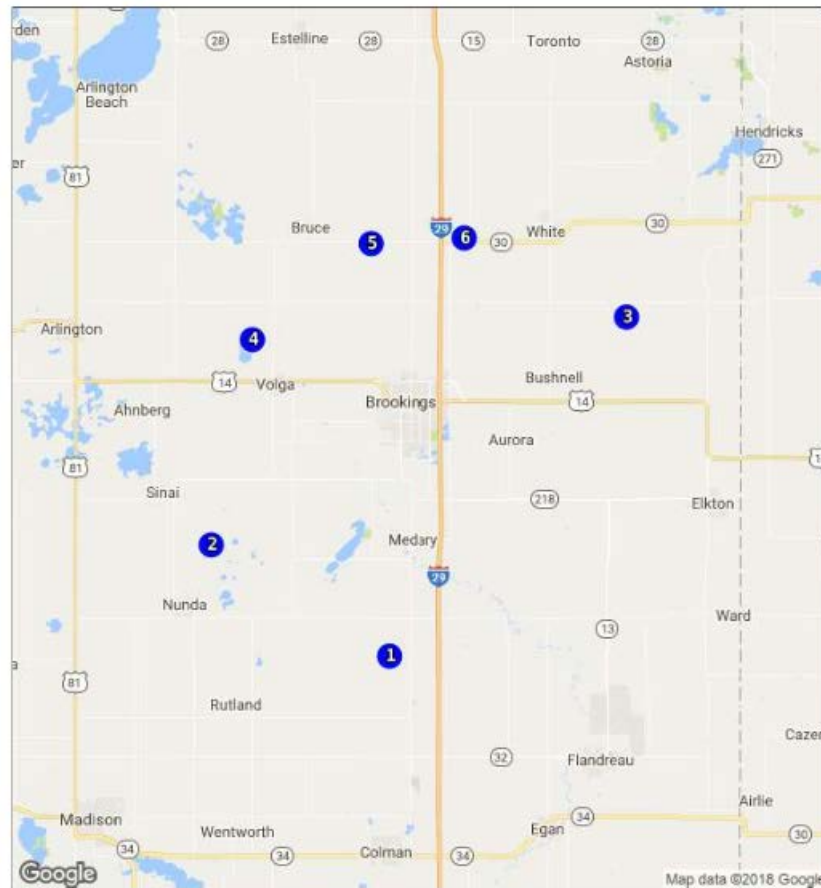 rden
28
Estelline
28
15
Toronto
28
Astoria
Arlington
Beach
Hendricks
271
er
81
Bruce
5
29
6
30
White
30
3
Arlington
4
14
Volga
Bushnell
Brookings
14
Ahnberg
Aurora
81
Sinai
218
Elkton
2
Medary
29
Nunda
Ward
13
1
a
81
Rutland
32
Flandreau
Cazen
Airlie
Madison
Wentworth
Egan
34
30
34
34
Colman
34
Google
Map data ©2018 Google